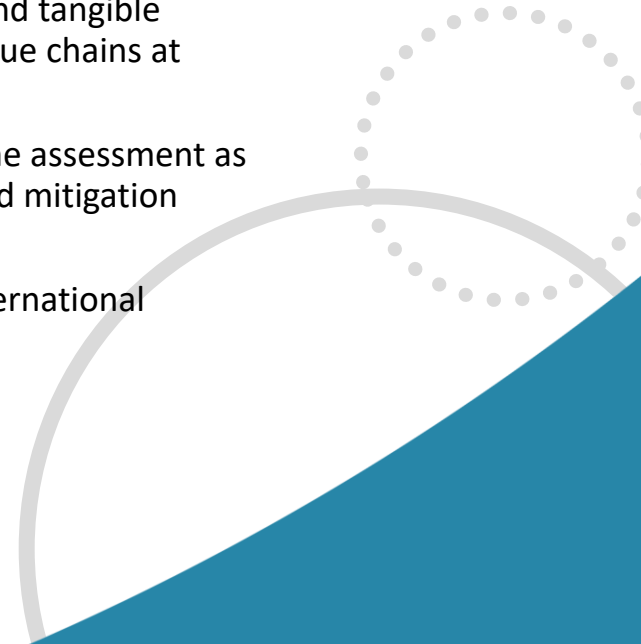 nd tangible
ue chains at
e assessment as
d mitigation
ernational